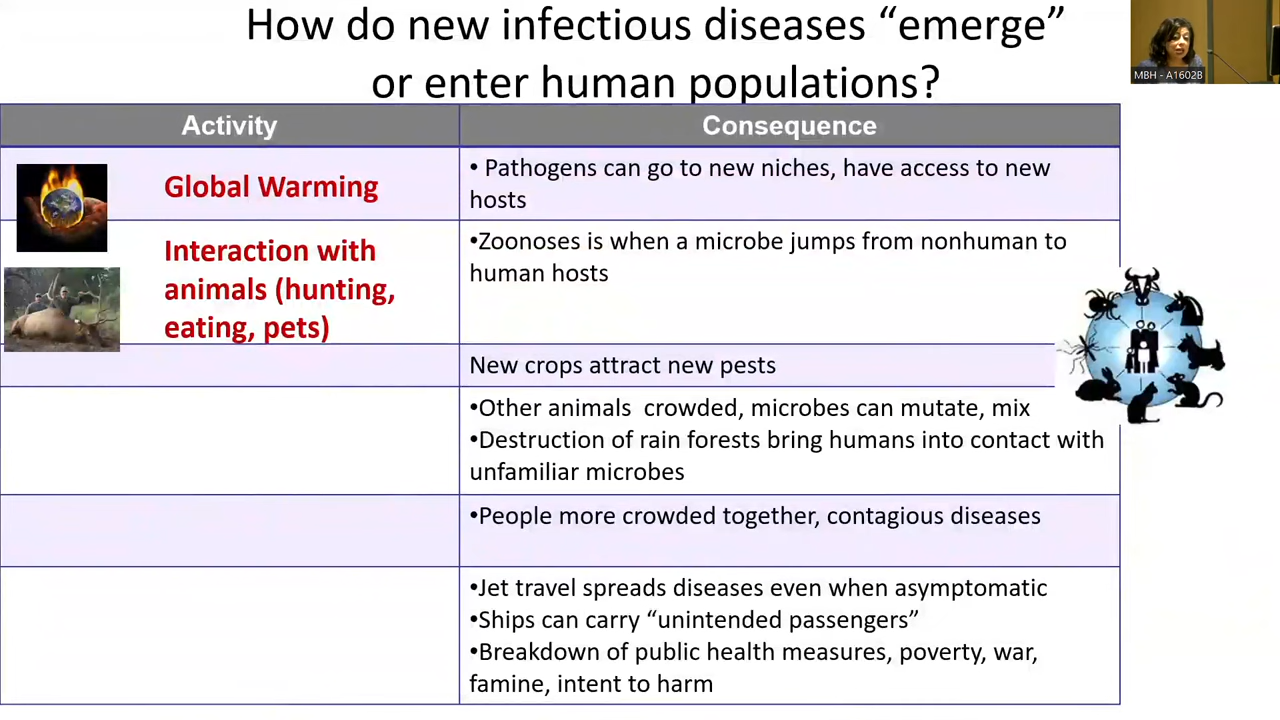 How do new infectious diseases “emerge”
or enter human populations?
MBH - A1602B
Activity
Consequence
Global Warming
• Pathogens can go to new niches, have access to new
hosts
Interaction with
animals (hunting,
eating, pets)
•Zoonoses is when a microbe jumps from nonhuman to
human hosts
New crops attract new pests
•Other animals crowded, microbes can mutate, mix
•Destruction of rain forests bring humans into contact with
unfamiliar microbes
•People more crowded together, contagious diseases
•Jet travel spreads diseases even when asymptomatic
•Ships can carry “unintended passengers”
•Breakdown of public health measures, poverty, war,
famine, intent to harm